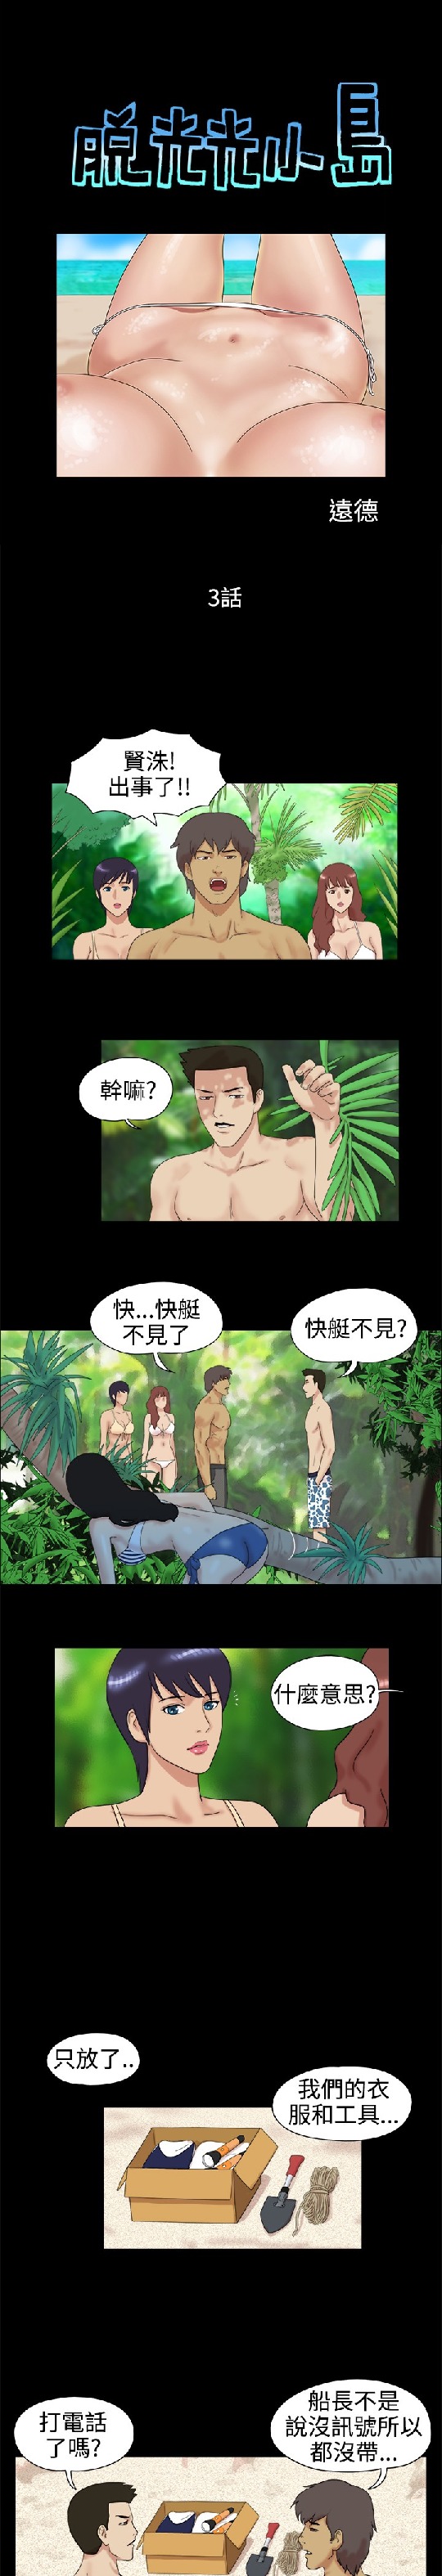 脫光光小島
遠德
3話
賢洙!
出事了!!
幹嘛?
快...快艇
不見了
快艇不見?
什麼意思?
只放了..
我們的衣
服和工具...
打電話
了嗎?
船長不是
說沒訊號所以
都沒帶...